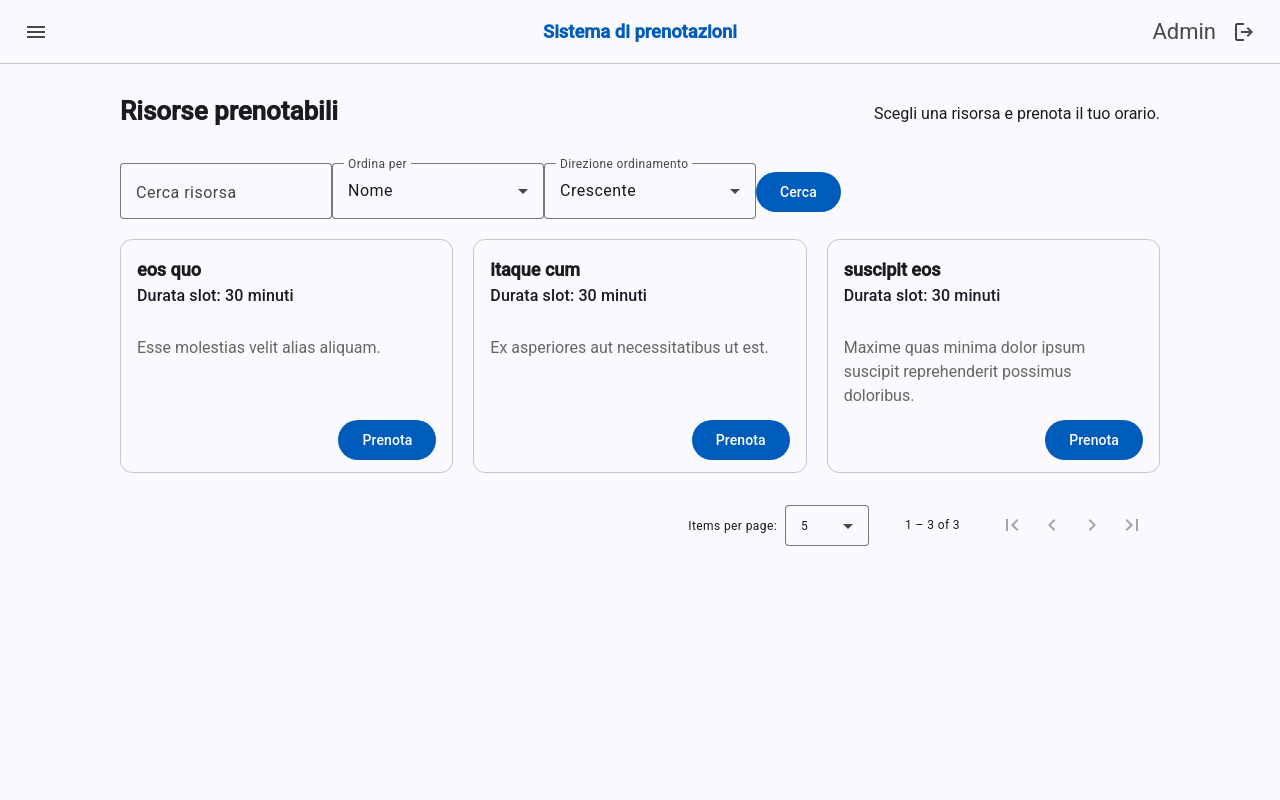 Sistema di prenotazioni
Admin
Risorse prenotabili
Scegli una risorsa e prenota il tuo orario.
Cerca risorsa
Ordina per
Nome
Direzione ordinamento
Crescente
Cerca
eos quo
Durata slot: 30 minuti
Esse molestias velit alias aliquam.
Prenota
itaque cum
Durata slot: 30 minuti
Ex asperiores aut necessitatibus ut est.
Prenota
suscipit eos
Durata slot: 30 minuti
Maxime quas minima dolor ipsum
suscipit reprehenderit possimus
doloribus.
Prenota
Items per page:
5
1 – 3 of 3